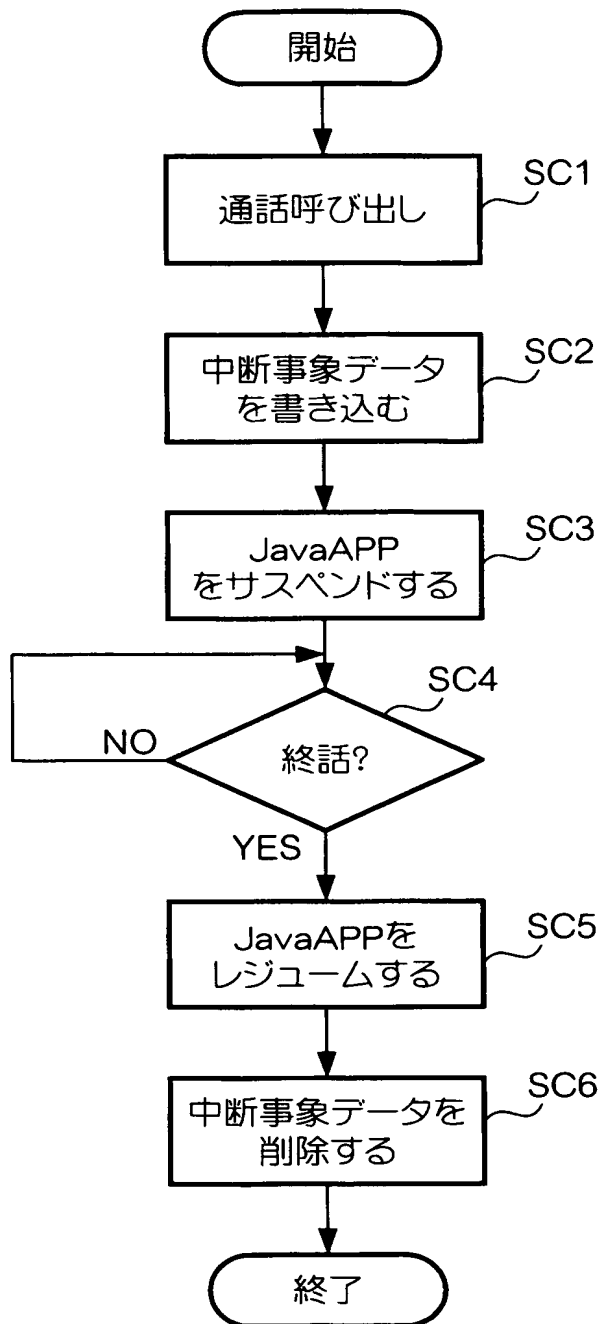 開始
通話呼び出し
SC1
中断事象データ
を書き込む
SC2
JavaAPP
をサスペンドする
SC3
SC4
終話?
NO
YES
JavaAPPを
レジュームする
SC5
中断事象データを
削除する
SC6
終了